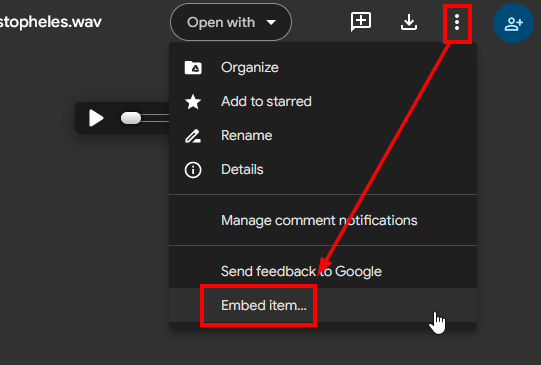 stopheles.wav
Open with
Organize
Add to starred
Rename
Details
Manage comment notifications
Send feedback to Google
Embed item...